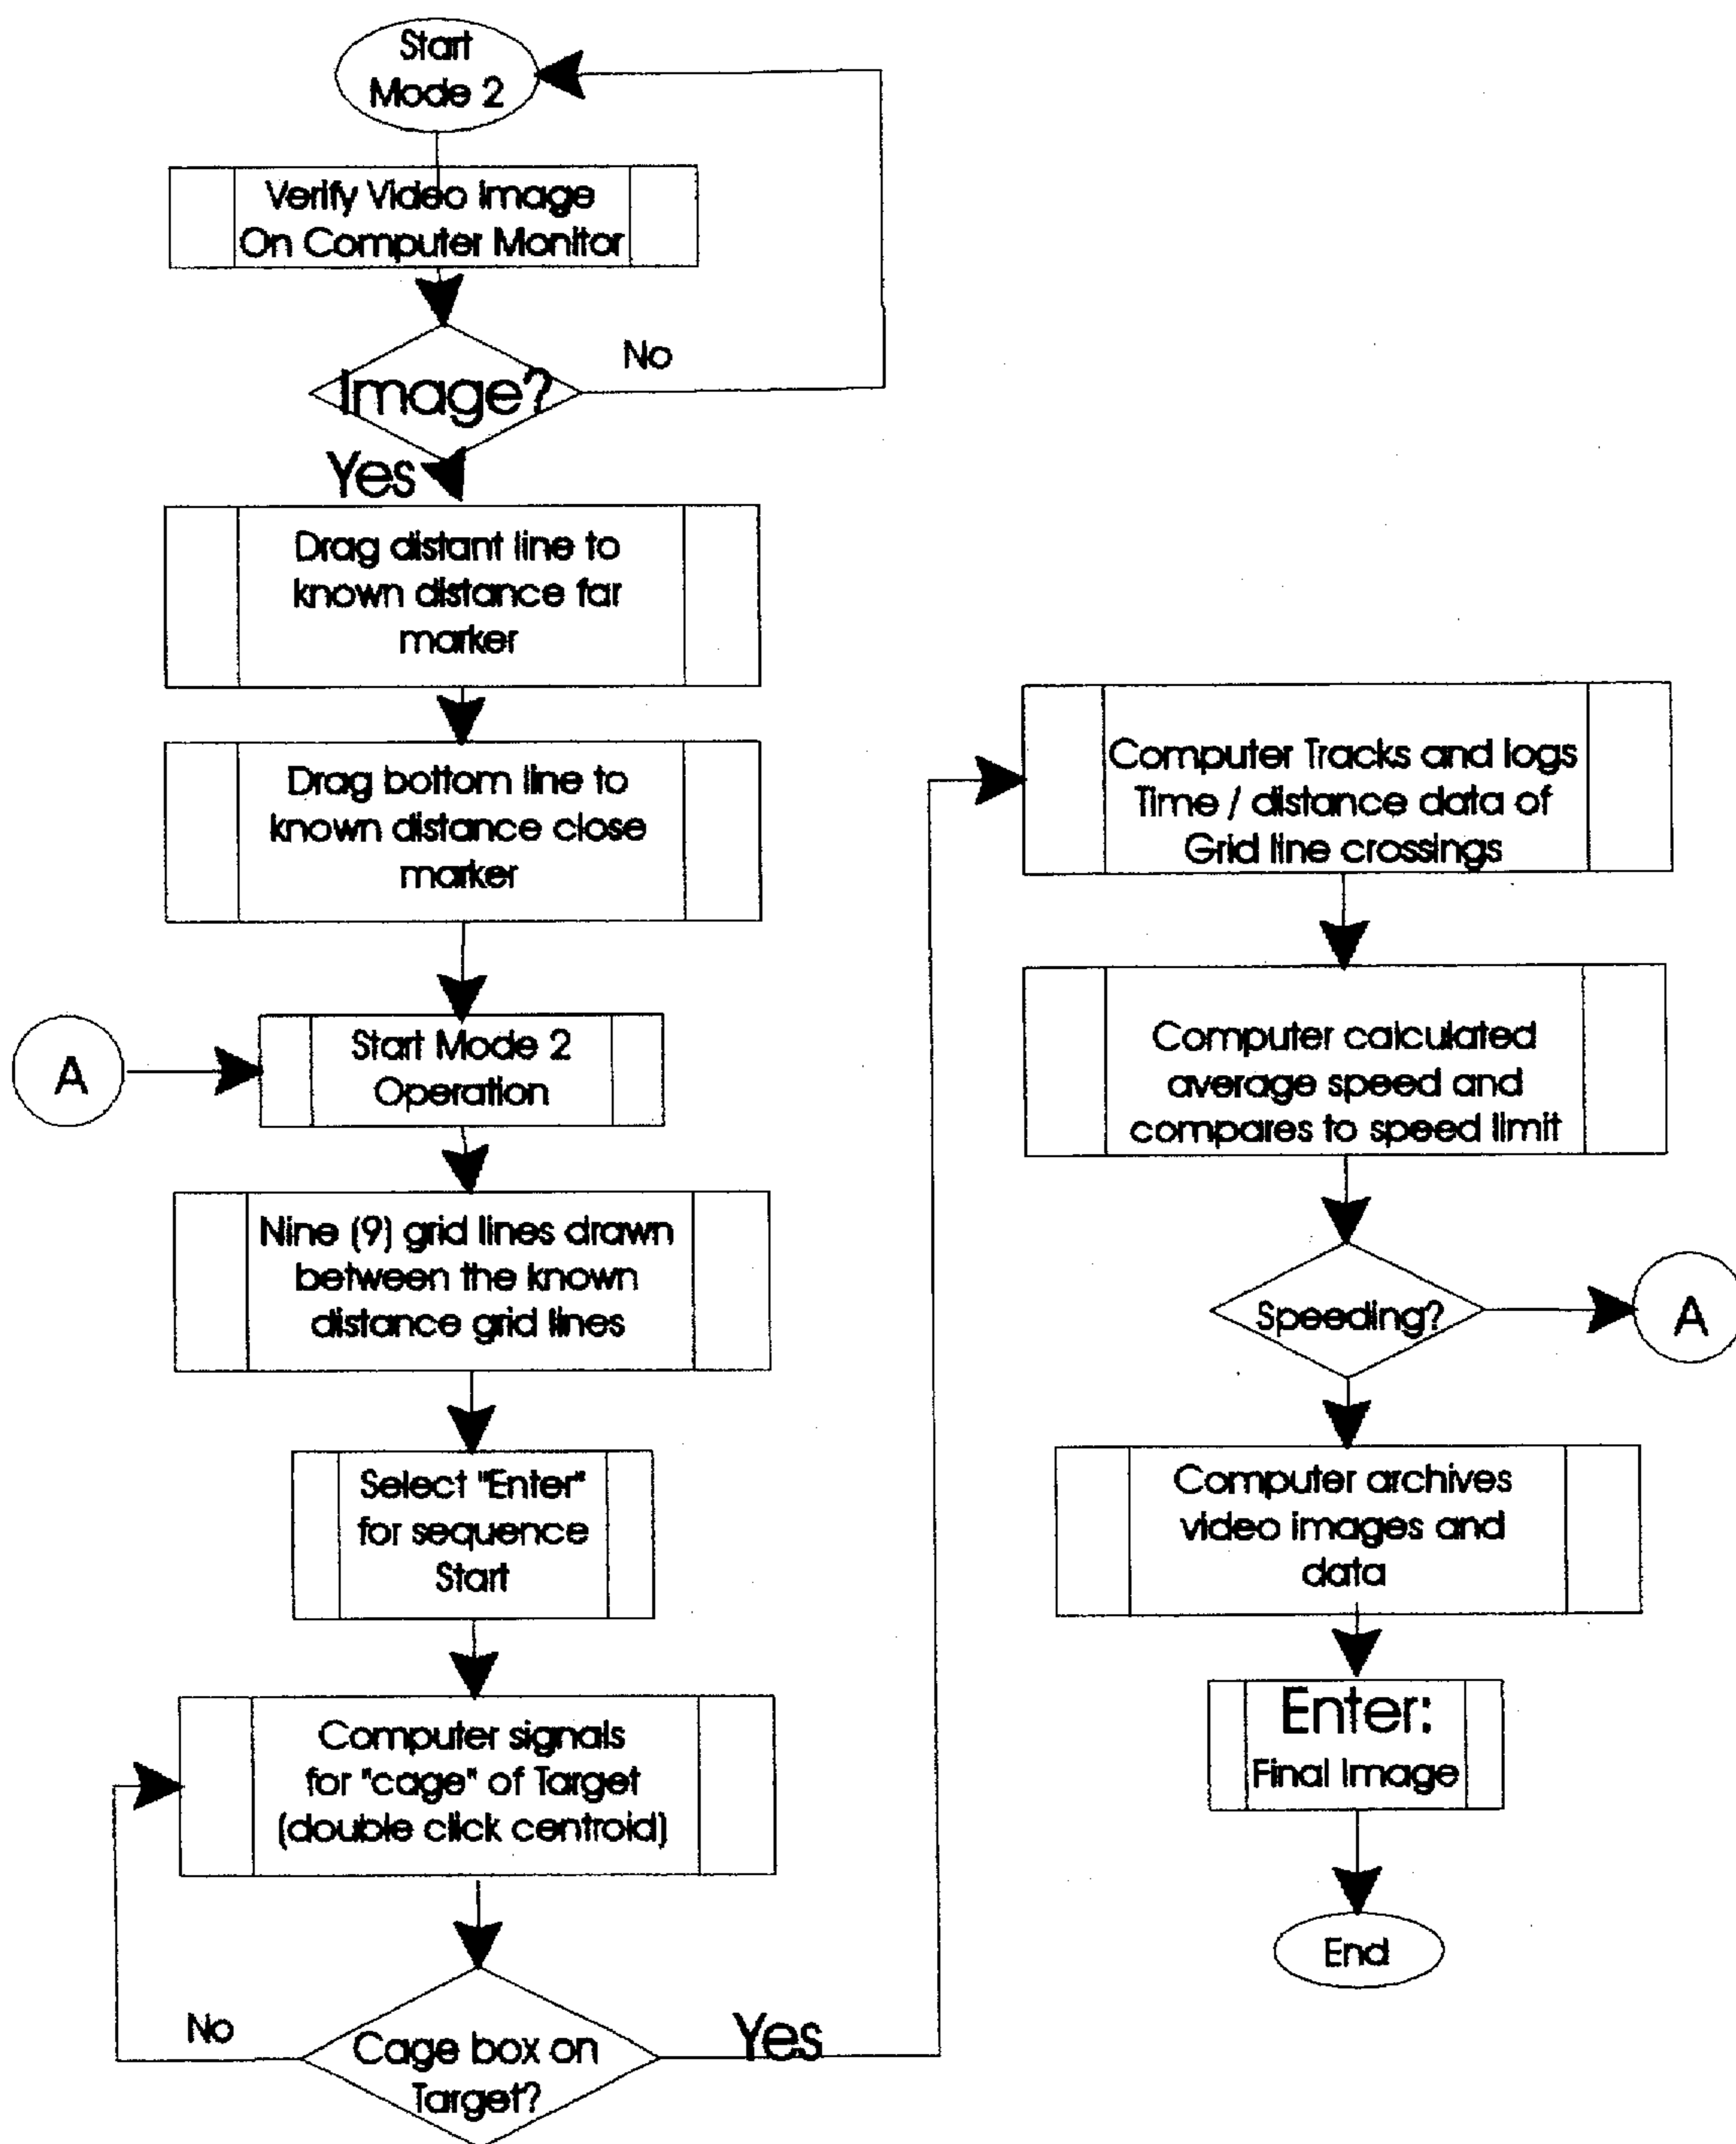 Start
Mode 2
Verify Video Image
On Computer Monitor
Image?
No
Yes
Drag distant line to
known distance far
marker
Drag bottom line to
known distance close
marker
A
Start Mode 2
Operation
Nine (9) grid lines drawn
between the known
distance grid lines
Select "Enter"
for sequence
Start
Computer signals
for "cage" of Target
(double click centroid)
No
Cage box on
Target?
Yes
Computer Tracks and logs
Time / distance data of
Grid line crossings
Computer calculated
average speed and
compares to speed limit
Speeding?
A
Computer archives
video images and
data
Enter:
Final Image
End